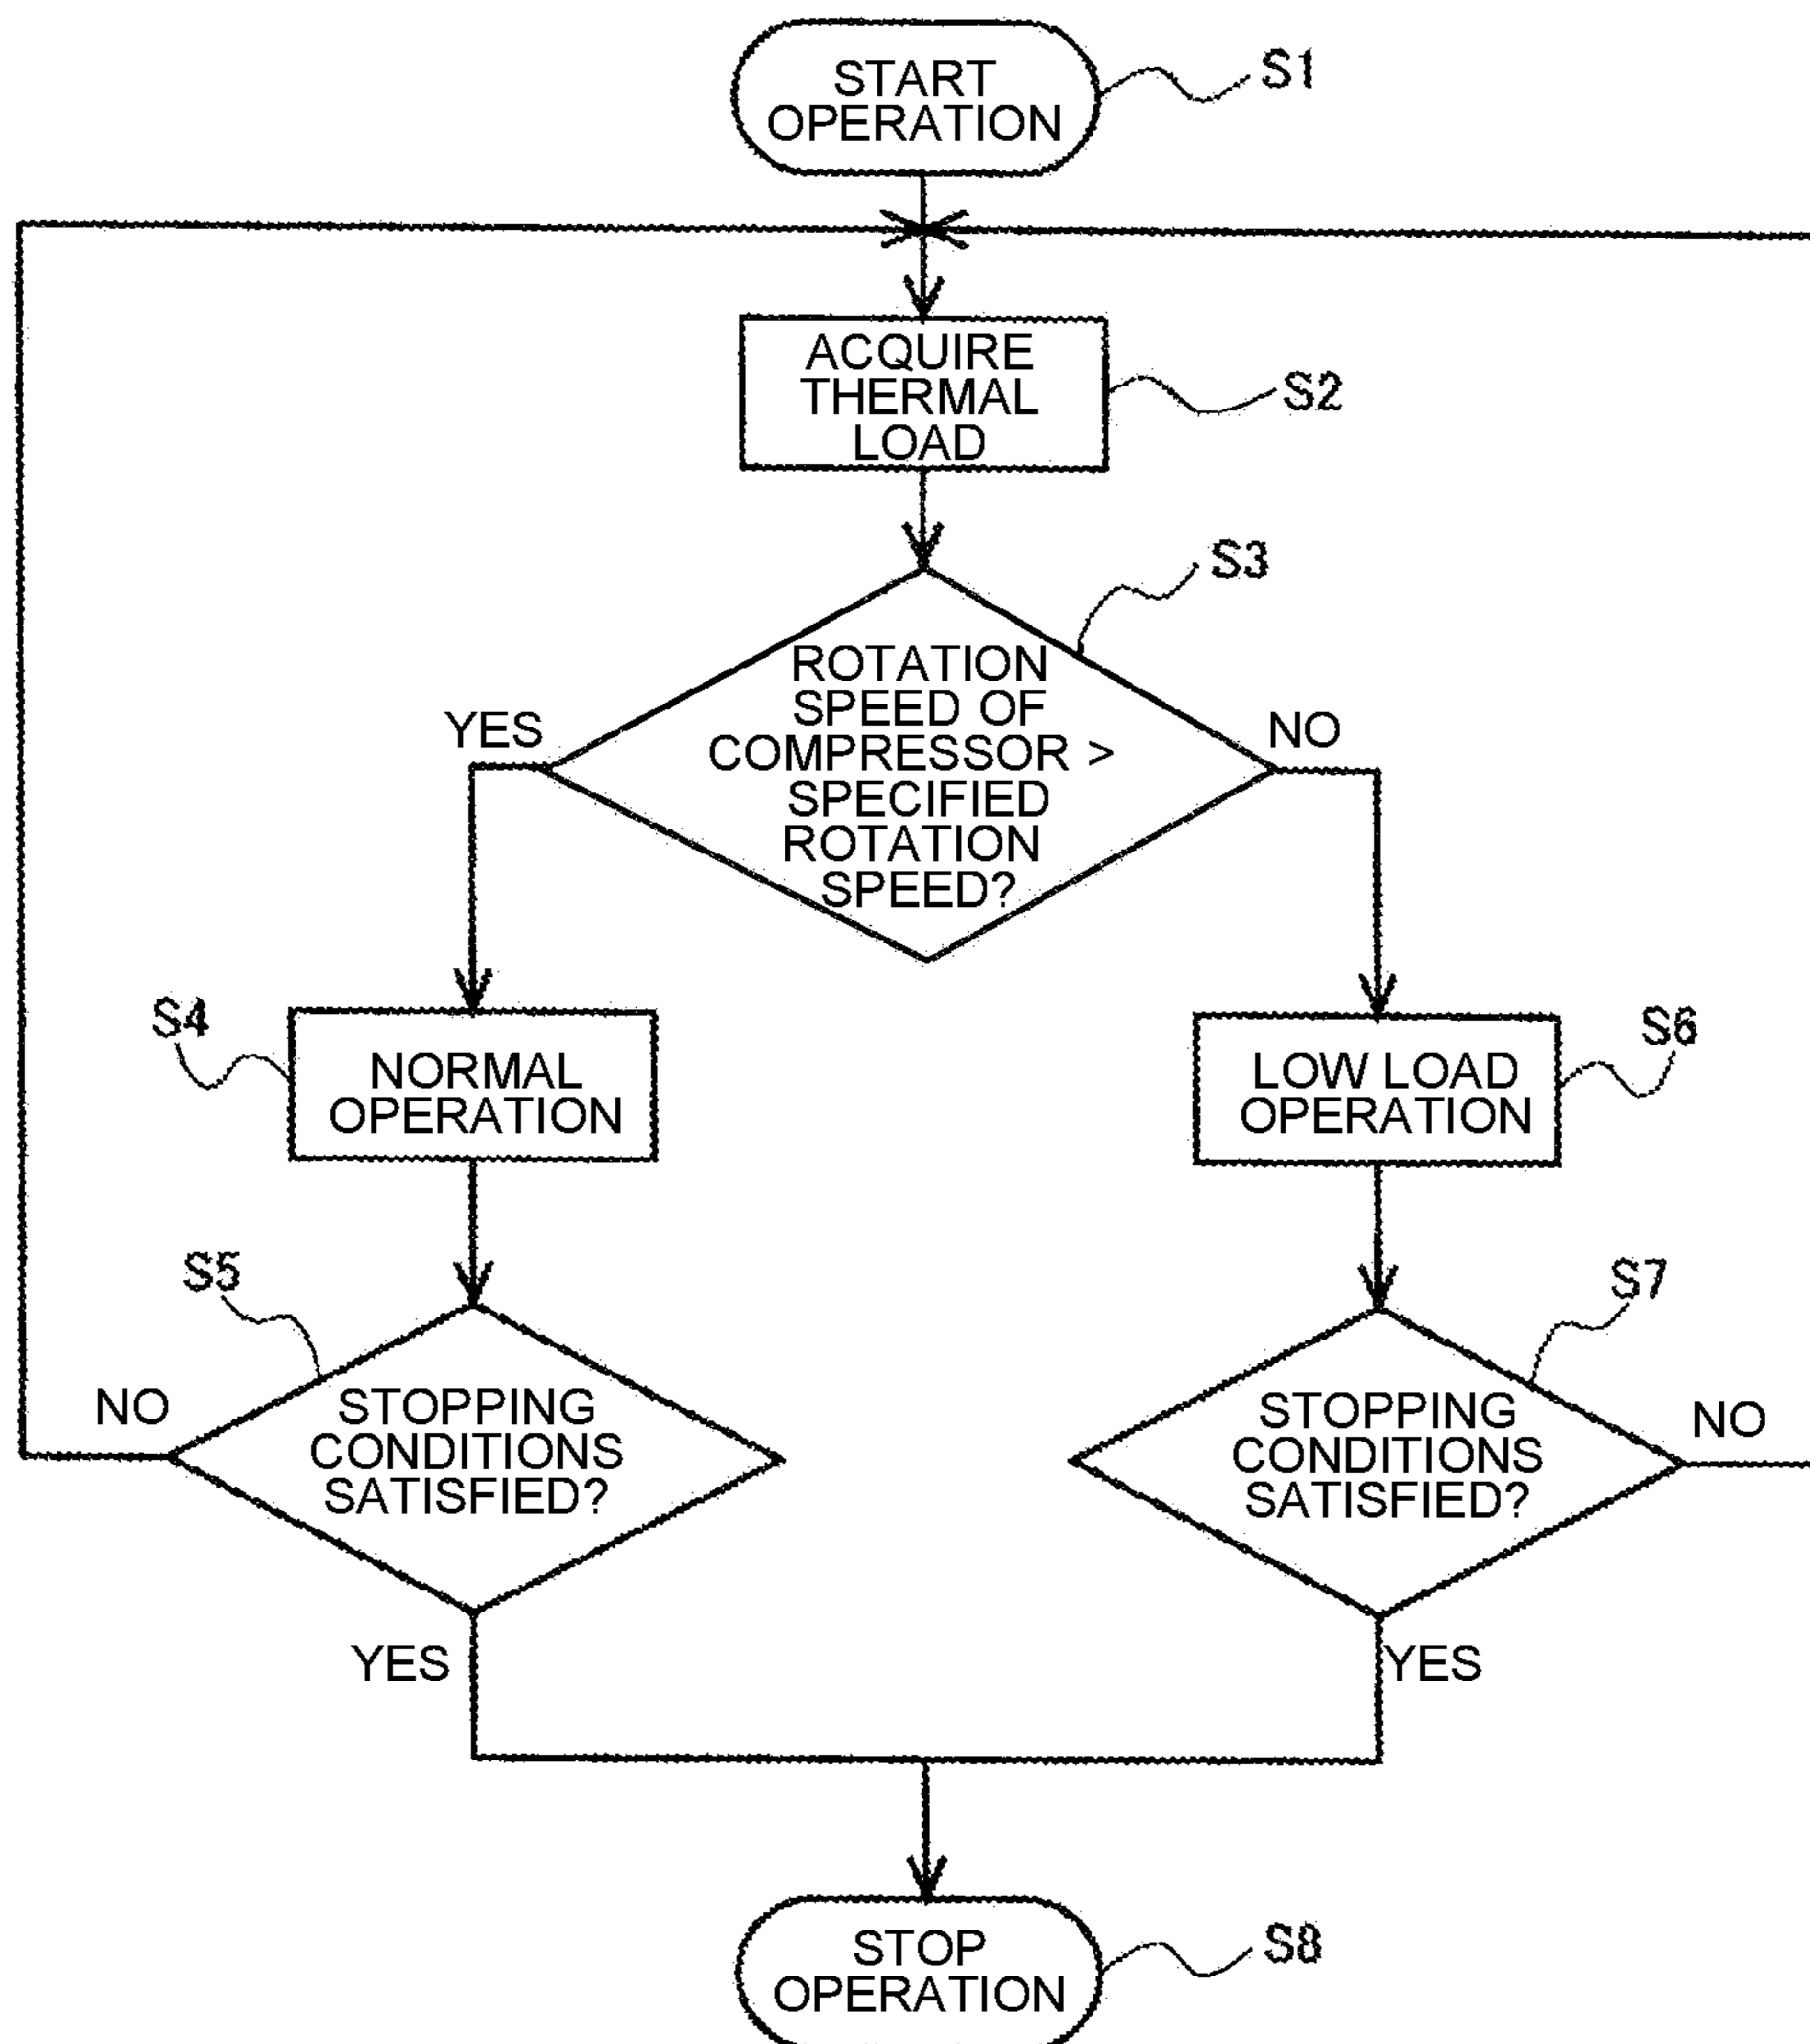 START
OPERATION
S1
ACQUIRE
THERMAL
LOAD
S2
S3
ROTATION
SPEED OF
COMPRESSOR >
SPECIFIED
ROTATION
SPEED?
YES
NO
S4
NORMAL
OPERATION
LOW LOAD
OPERATION
S6
S5
STOPPING
CONDITIONS
SATISFIED?
NO
YES
S7
STOPPING
CONDITIONS
SATISFIED?
NO
YES
STOP
OPERATION
S8